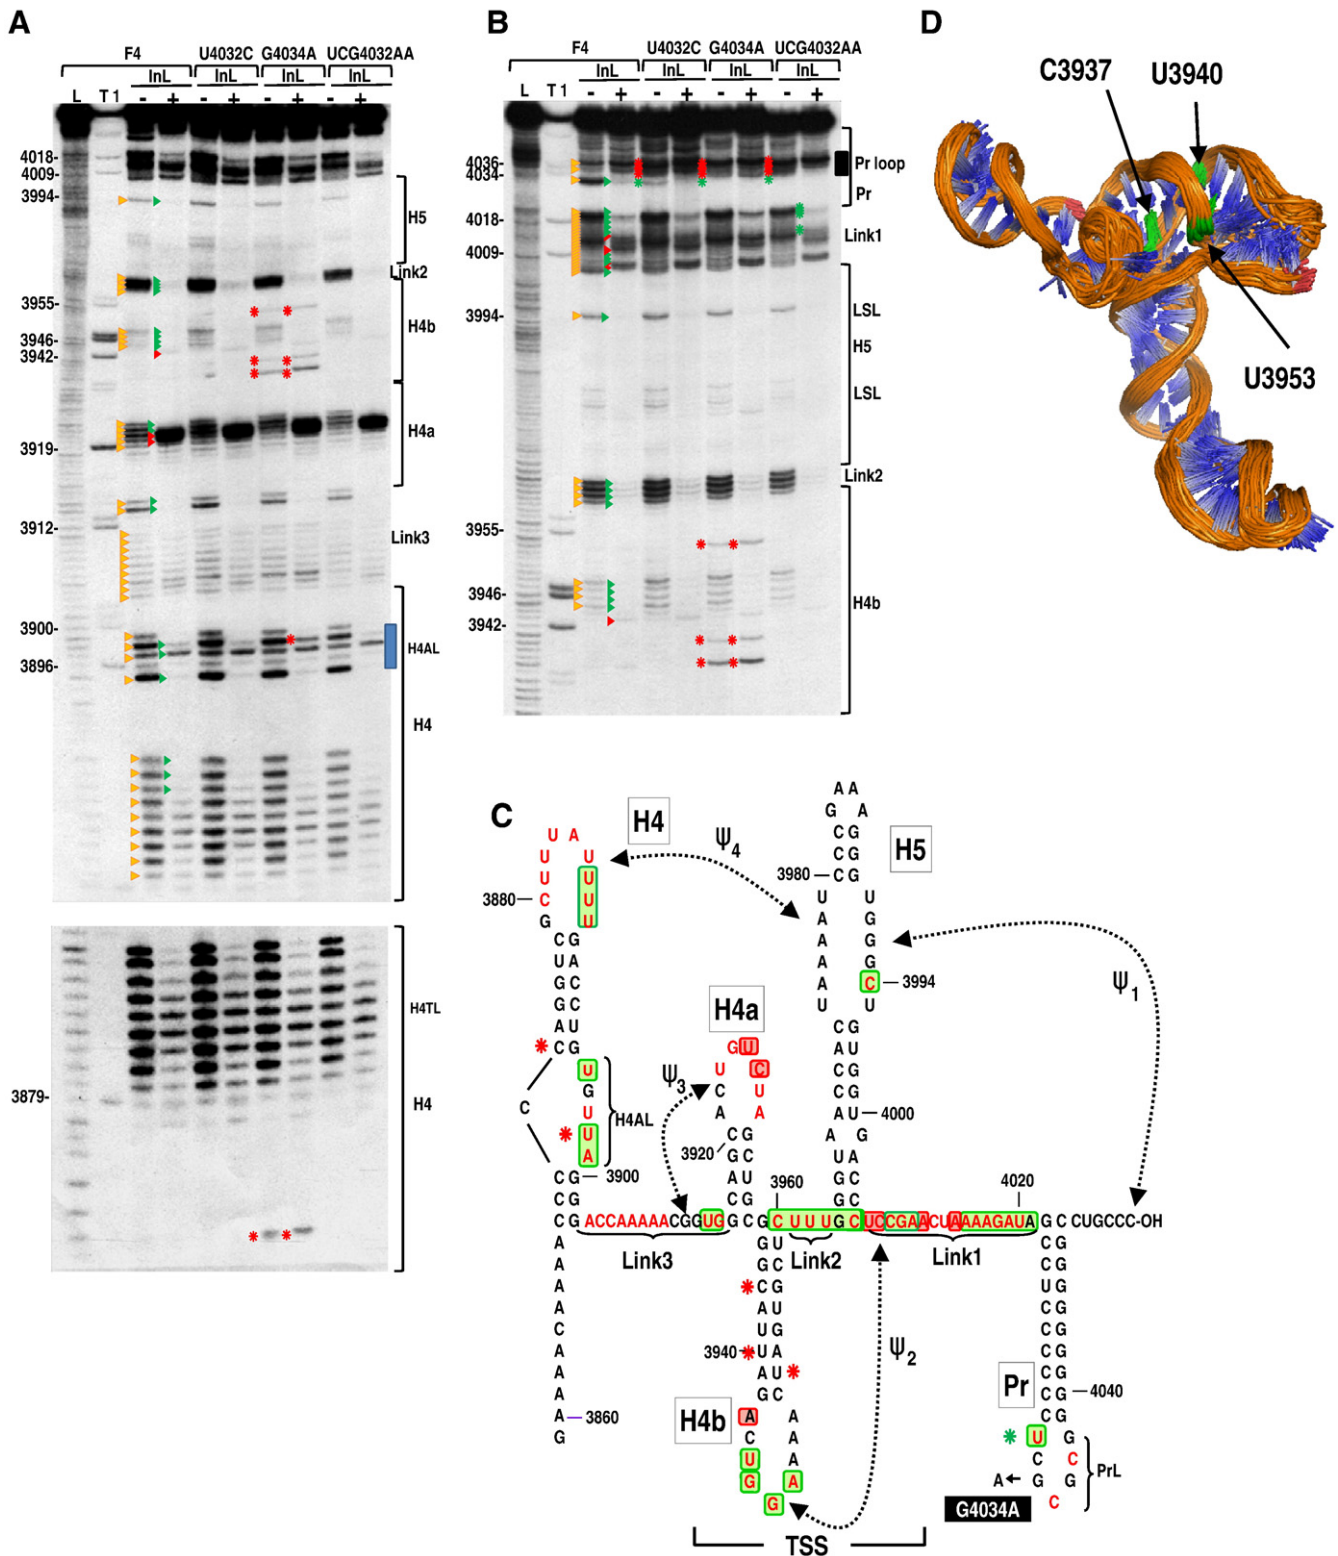 A
F4 U4032C G4034A UCG4032AA
InL InL InL InL
L T1 - + - + - + - +
4018-
4009-
3994-
3955-
3946-
3942-
3919-
3912-
3900-
3896-
H5
Link2
H4b
H4a
Link3
H4AL
H4
3879-
H4TL
H4
B
F4 U4032C G4034A UCG4032AA
InL InL InL InL
L T1 - + - + - + - +
4036-
4034-
4018-
4009-
3994-
3955-
3946-
3942-
Pr loop
Pr
Link1
LSL
H5
LSL
Link2
H4b
D
C3937 U3940
U3953
C
H4
Ψ4
H5
3980
3880
3994
Ψ1
H4a
Ψ3
H4AL
4000
3920
3900
3960
4020
GACCAAAAACGGUGGCGCUUUGCUCCGAACUAAAAGAUAGCCUGCCC-OH
Link3 Link2 Link1
3940
Ψ2
Pr
4040
3860
H4b
PrL
A
G4034A
TSS